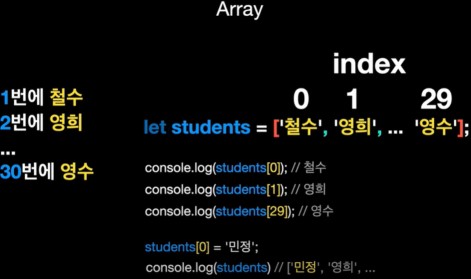 Array
index
0 1 29
1번에 철수
2번에 영희
...
30번에 영수
let students = ['철수', '영희', ... '영수'];
console.log(students[0]); // 철수
console.log(students[1]); // 영희
console.log(students[29]); // 영수
students[0] = '민정';
console.log(students) // ['민정', '영희', ...